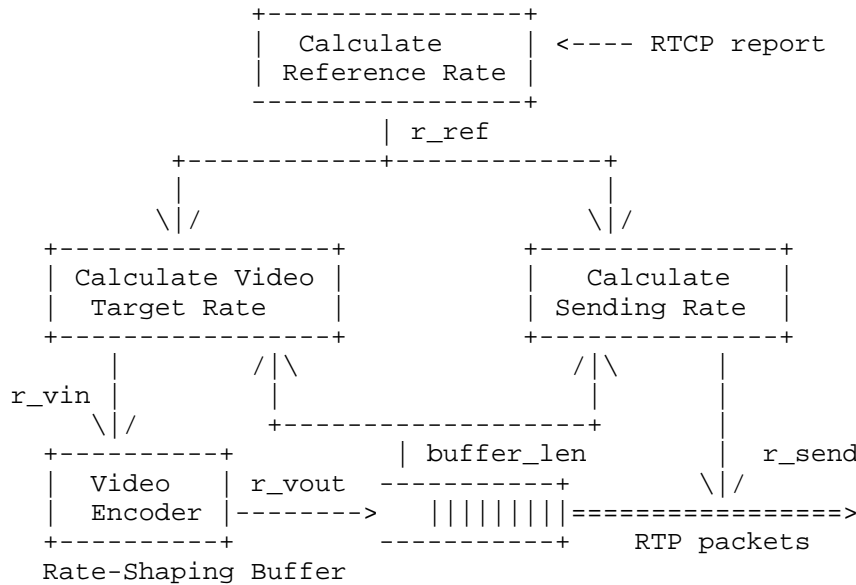 Calculate <---- RTCP report
Reference Rate
r_ref
Calculate Video Calculate
Target Rate Sending Rate
r_vin
buffer_len r_send
Video r_vout
Encoder
RTP packets
Rate-Shaping Buffer